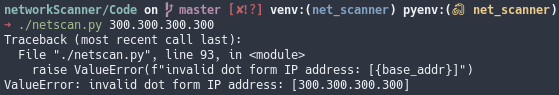 networkScanner/Code on master [✘!?] venv:(net_scanner) pyenv:(🐍 net_scanner)
➜ ./netscan.py 300.300.300.300
Traceback (most recent call last):
  File "./netscan.py", line 93, in <module>
    raise ValueError(f"invalid dot form IP address: [{base_addr}]")
ValueError: invalid dot form IP address: [300.300.300.300]